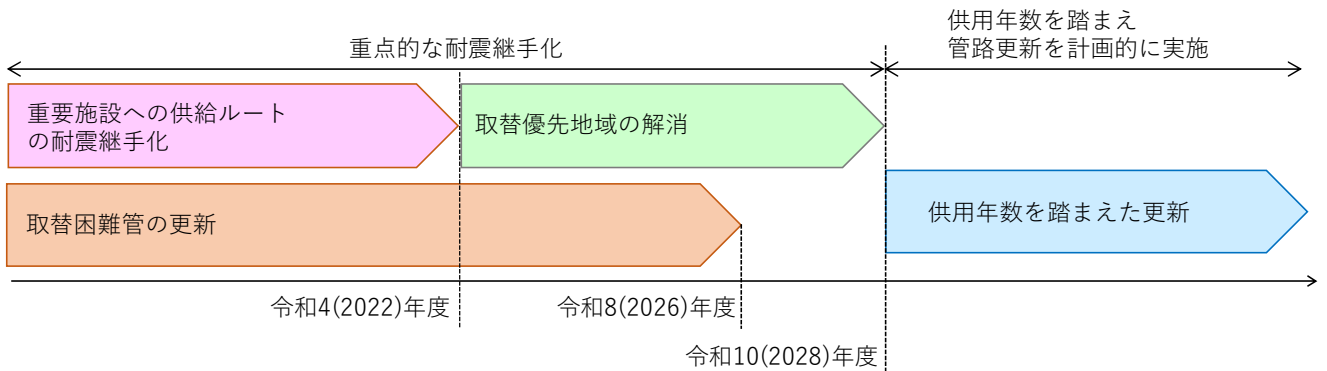 重点的な耐震継手化
供用年数を踏まえ
管路更新を計画的に実施
重要施設への供給ルート
の耐震継手化
取替優先地域の解消
取替困難管の更新
供用年数を踏まえた更新
令和4(2022)年度
令和8(2026)年度
令和10(2028)年度